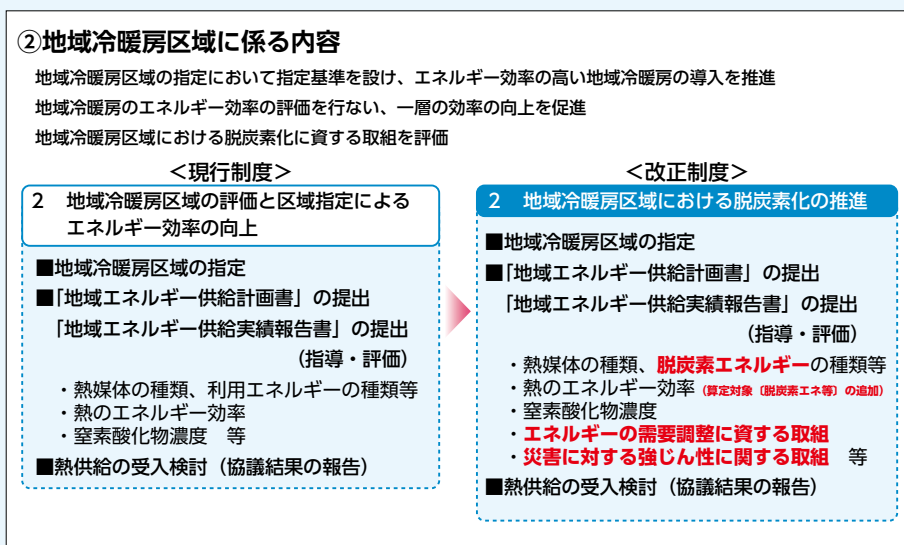 ②地域冷暖房区域に係る内容
地域冷暖房区域の指定において指定基準を設け、エネルギー効率の高い地域冷暖房の導入を推進
地域冷暖房のエネルギー効率の評価を行ない、一層の効率の向上を促進
地域冷暖房区域における脱炭素化に資する取組を評価
＜現行制度＞
2 地域冷暖房区域の評価と区域指定による
エネルギー効率の向上
■地域冷暖房区域の指定
■「地域エネルギー供給計画書」の提出
「地域エネルギー供給実績報告書」の提出
（指導・評価）
・熱媒体の種類、利用エネルギーの種類等
・熱のエネルギー効率
・窒素酸化物濃度　等
■熱供給の受入検討（協議結果の報告）
＜改正制度＞
2 地域冷暖房区域における脱炭素化の推進
■地域冷暖房区域の指定
■「地域エネルギー供給計画書」の提出
「地域エネルギー供給実績報告書」の提出
（指導・評価）
・熱媒体の種類、脱炭素エネルギーの種類等
・熱のエネルギー効率（算定対象〔脱炭素エネ等〕の追加）
・窒素酸化物濃度
・エネルギーの需要調整に資する取組
・災害に対する強じん性に関する取組　等
■熱供給の受入検討（協議結果の報告）